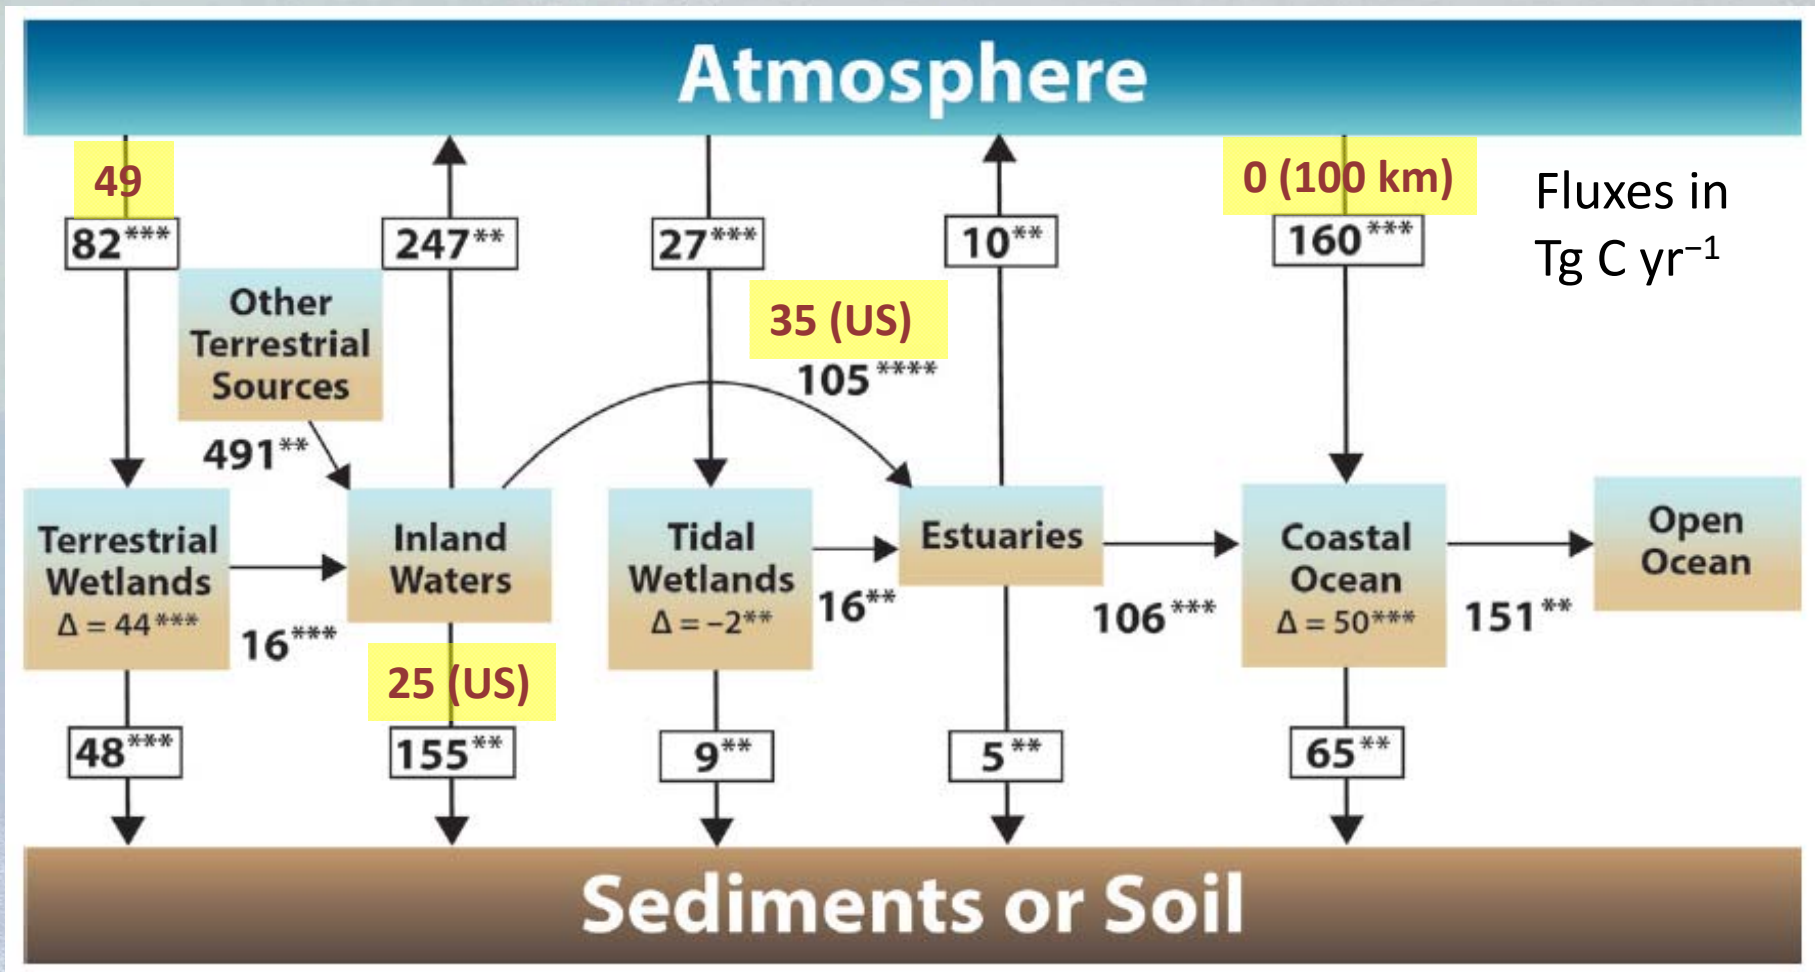 Atmosphere
49
0 (100 km)
Fluxes in
Tg C yr⁻¹
82***
247**
27***
10**
160***
Other
Terrestrial
Sources
35 (US)
105****
491**
Terrestrial
Wetlands
Δ = 44***
16***
Inland
Waters
Tidal
Wetlands
Δ = –2**
16**
Estuaries
106***
Coastal
Ocean
Δ = 50***
151**
Open
Ocean
25 (US)
48***
155**
9**
5**
65**
Sediments or Soil